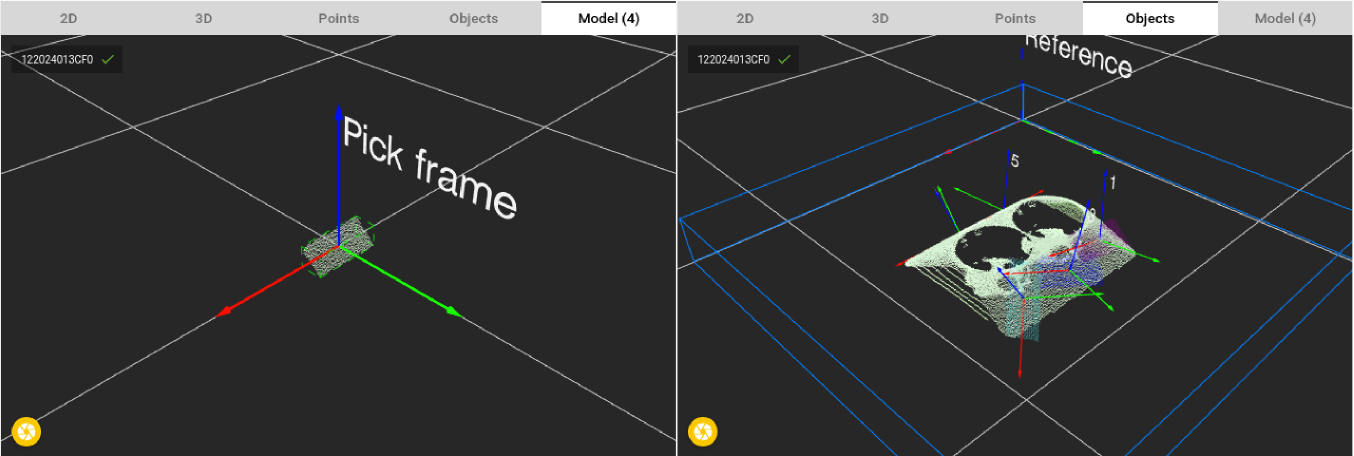 2D 3D Points Objects Model (4)
122024013CF0
Pick frame
2D 3D Points Objects Model (4)
122024013CF0
Reference
5
1